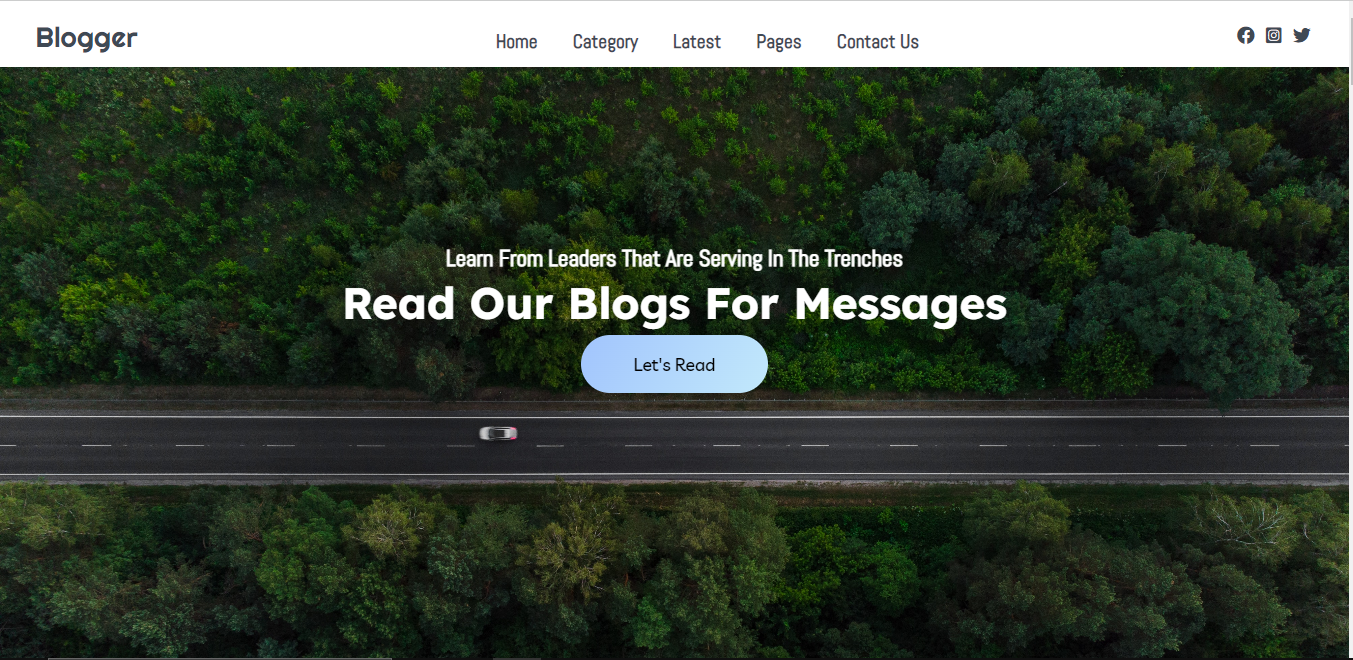 Blogger
Home Category Latest Pages Contact Us
Learn From Leaders That Are Serving In The Trenches
Read Our Blogs For Messages
Let's Read